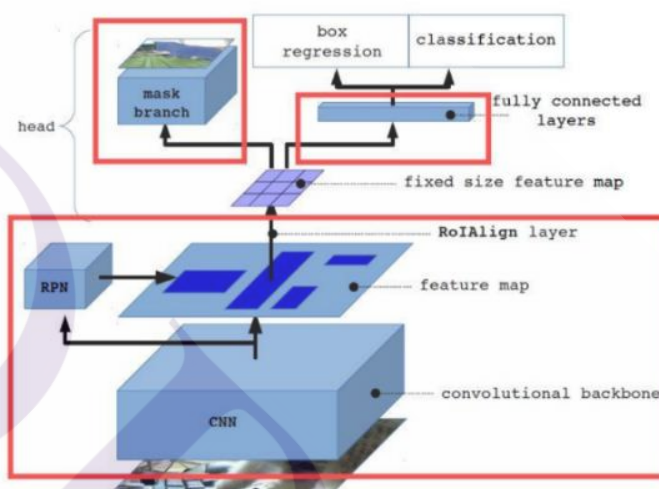 box
regression
classification
mask
branch
head
fully connected
layers
fixed size feature map
RoIAlign layer
RPN
feature map
convolutional backbone
CNN